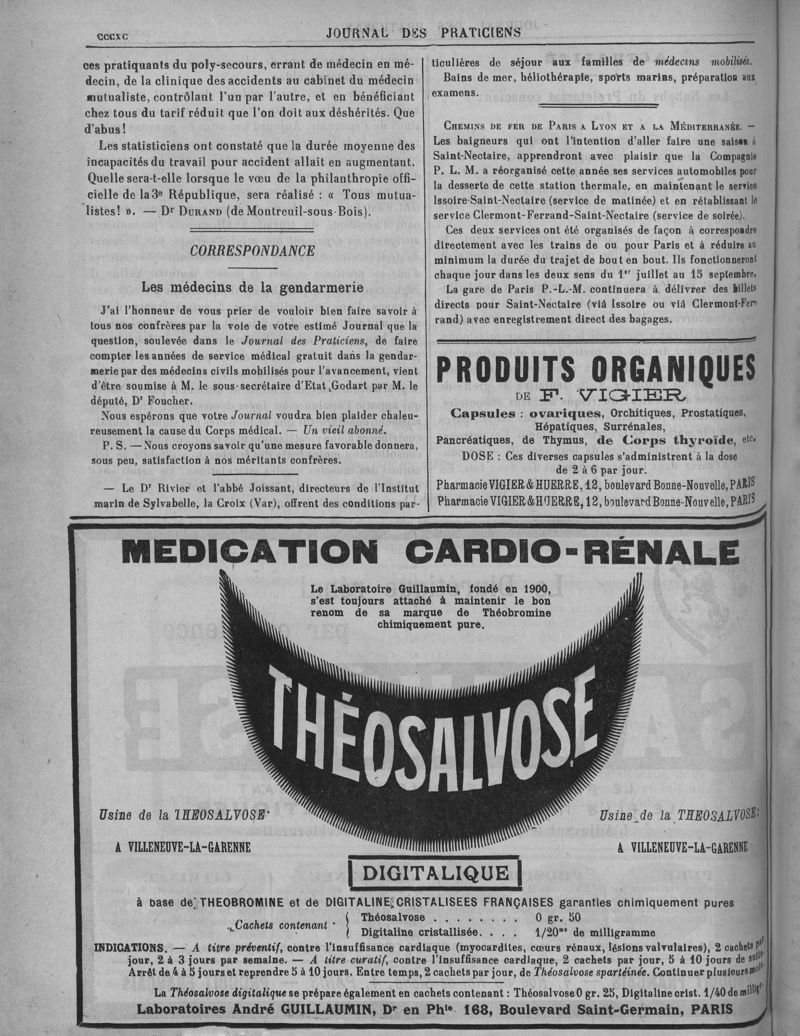 cccxc
JOURNAL DES PRATICIENS
ces pratiquants du poly-secours, errant de médecin en mé-
decin, de la clinique des accidents au cabinet du médecin
mutualiste, contrôlant l'un par l'autre, et en bénéficiant
chez tous du tarif réduit que l'on doit aux déshérités. Que
d'abus!
Les statisticiens ont constaté que la durée moyenne des
incapacités du travail pour accident allait en augmentant.
Quelle sera-t-elle lorsque le vœu de la philanthropie offi-
cielle de la 3e République, sera réalisé : « Tous mutua-
listes! ». — Dr DURAND (de Montreuil-sous-Bois).
CORRESPONDANCE
Les médecins de la gendarmerie
J'ai l'honneur de vous prier de vouloir bien faire savoir à
tous nos confrères par la voie de votre estimé Journal que la
question, soulevée dans le Journal des Praticiens, de faire
compter les années de service médical gratuit dans la gendar-
merie par des médecins civils mobilisés pour l'avancement, vient
d'être soumise à M. le sous-secrétaire d'Etat Godart par M. le
député, Dr Foucher.
Nous espérons que votre Journal voudra bien plaider chaleu-
reusement la cause du Corps médical. — Un vieil abonné.
P. S. — Nous croyons savoir qu'une mesure favorable donnera,
sous peu, satisfaction à nos méritants confrères.
— Le Dr Rivier et l'abbé Joissant, directeurs de l'Institut
marin de Sylvabelle, la Croix (Var), offrent des conditions par-
ticulières de séjour aux familles de médecins mobilisés.
Bains de mer, héliothérapie, sports marins, préparation aux
examens.
CHEMINS DE FER DE PARIS A LYON ET A LA MÉDITERRANÉE. —
Les baigneurs qui ont l'intention d'aller faire une saison à
Saint-Nectaire, apprendront avec plaisir que la Compagnie
P. L. M. a réorganisé cette année ses services automobiles pour
la desserte de cette station thermale, en maintenant le service
Issoire-Saint-Nectaire (service de matinée) et en rétablissant le
service Clermont-Ferrand-Saint-Nectaire (service de soirée).
Ces deux services ont été organisés de façon à correspondre
directement avec les trains de ou pour Paris et à réduire au
minimum la durée du trajet de bout en bout. Ils fonctionneront
chaque jour dans les deux sens du 1er juillet au 15 septembre.
La gare de Paris P.-L.-M. continuera à délivrer des billets
directs pour Saint-Nectaire (viâ Issoire ou viâ Clermont-Fer-
rand) avec enregistrement direct des bagages.
PRODUITS ORGANIQUES
DE F. VIGIER
Capsules : ovariques, Orchitiques, Prostatiques,
Hépatiques, Surrénales,
Pancréatiques, de Thymus, de Corps thyroïde, etc.
DOSE : Ces diverses capsules s'administrent à la dose
de 2 à 6 par jour.
Pharmacie VIGIER & HUERRE, 12, boulevard Bonne-Nouvelle, PARIS
Pharmacie VIGIER & HUERRE, 12, boulevard Bonne-Nouvelle, PARIS
MEDICATION CARDIO-RÉNALE
Le Laboratoire Guillaumin, fondé en 1900,
s'est toujours attaché à maintenir le bon
renom de sa marque de Théobromine
chimiquement pure.
THÉOSALVOSE
Usine de la THEOSALVOSE
A VILLENEUVE-LA-GARENNE
Usine de la THEOSALVOSE
A VILLENEUVE-LA-GARENNE
DIGITALIQUE
à base de THEOBROMINE et de DIGITALINE CRISTALISEES FRANÇAISES garanties chimiquement pures
Cachets contenant { Théosalvose . . . . . . . . 0 gr. 50
Digitaline cristallisée. . . . 1/20me de milligramme
INDICATIONS. — A titre préventif, contre l'insuffisance cardiaque (myocardites, cœurs rénaux, lésions valvulaires), 2 cachets par
jour, 2 à 3 jours par semaine. — A titre curatif, contre l'insuffisance cardiaque, 2 cachets par jour, 5 à 10 jours de suite.
Arrêt de 4 à 5 jours et reprendre 5 à 10 jours. Entre temps, 2 cachets par jour, de Théosalvose spartéinée. Continuer plusieurs mois.
La Théosalvose digitalique se prépare également en cachets contenant : Théosalvose 0 gr. 25, Digitaline crist. 1/40 de millig.
Laboratoires André GUILLAUMIN, Dr en Phie 168, Boulevard Saint-Germain, PARIS